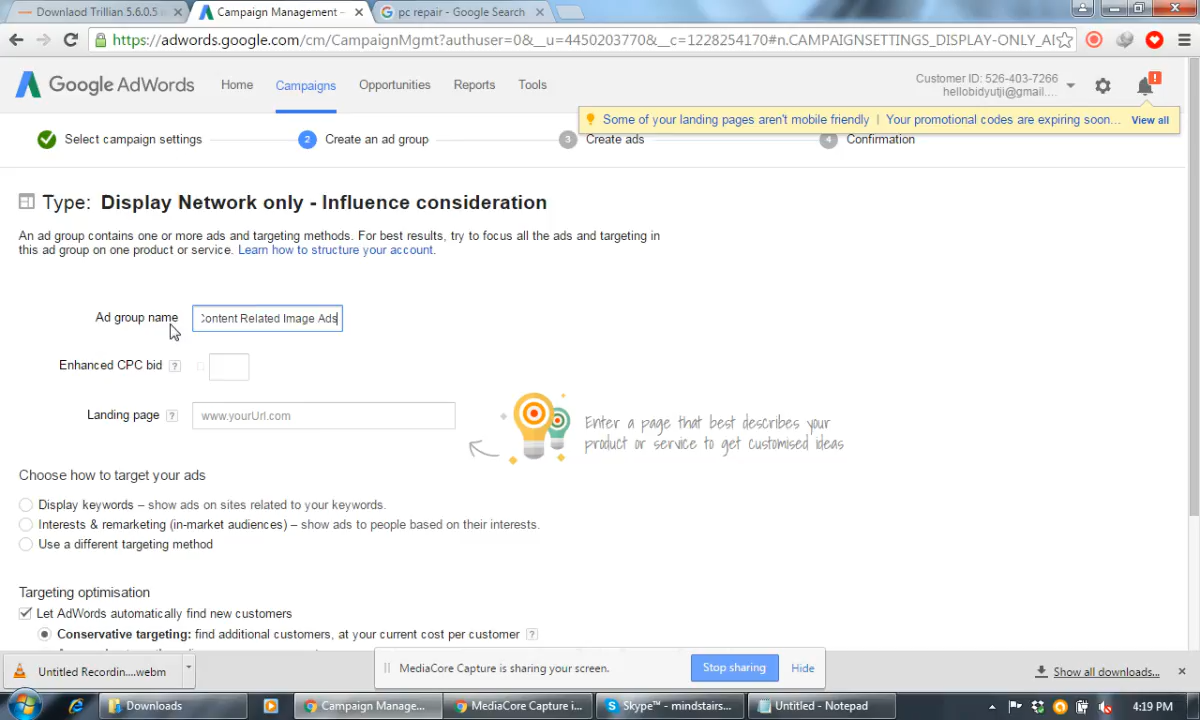 Downlaod Trillian 5.6.0.5
Campaign Management –
pc repair - Google Search
https://adwords.google.com/cm/CampaignMgmt?authuser=0&__u=4450203770&__c=1228254170#n.CAMPAIGNSETTINGS_DISPLAY-ONLY_AI
Google AdWords
Home
Campaigns
Opportunities
Reports
Tools
Customer ID: 526-403-7266
hellobidyutji@gmail....
Some of your landing pages aren't mobile friendly | Your promotional codes are expiring soon... View all
Select campaign settings
2 Create an ad group
3 Create ads
4 Confirmation
Type: Display Network only - Influence consideration
An ad group contains one or more ads and targeting methods. For best results, try to focus all the ads and targeting in
this ad group on one product or service. Learn how to structure your account.
Ad group name Content Related Image Ads
Enhanced CPC bid ?
Landing page ? www.yourUrl.com
Enter a page that best describes your
product or service to get customised ideas
Choose how to target your ads
Display keywords – show ads on sites related to your keywords.
Interests & remarketing (in-market audiences) – show ads to people based on their interests.
Use a different targeting method
Targeting optimisation
Let AdWords automatically find new customers
Conservative targeting: find additional customers, at your current cost per customer ?
Untitled Recordin....webm
MediaCore Capture is sharing your screen.
Stop sharing
Hide
Show all downloads...
Downloads
Campaign Manage...
MediaCore Capture i...
Skype™ - mindstairs...
Untitled - Notepad
4:19 PM